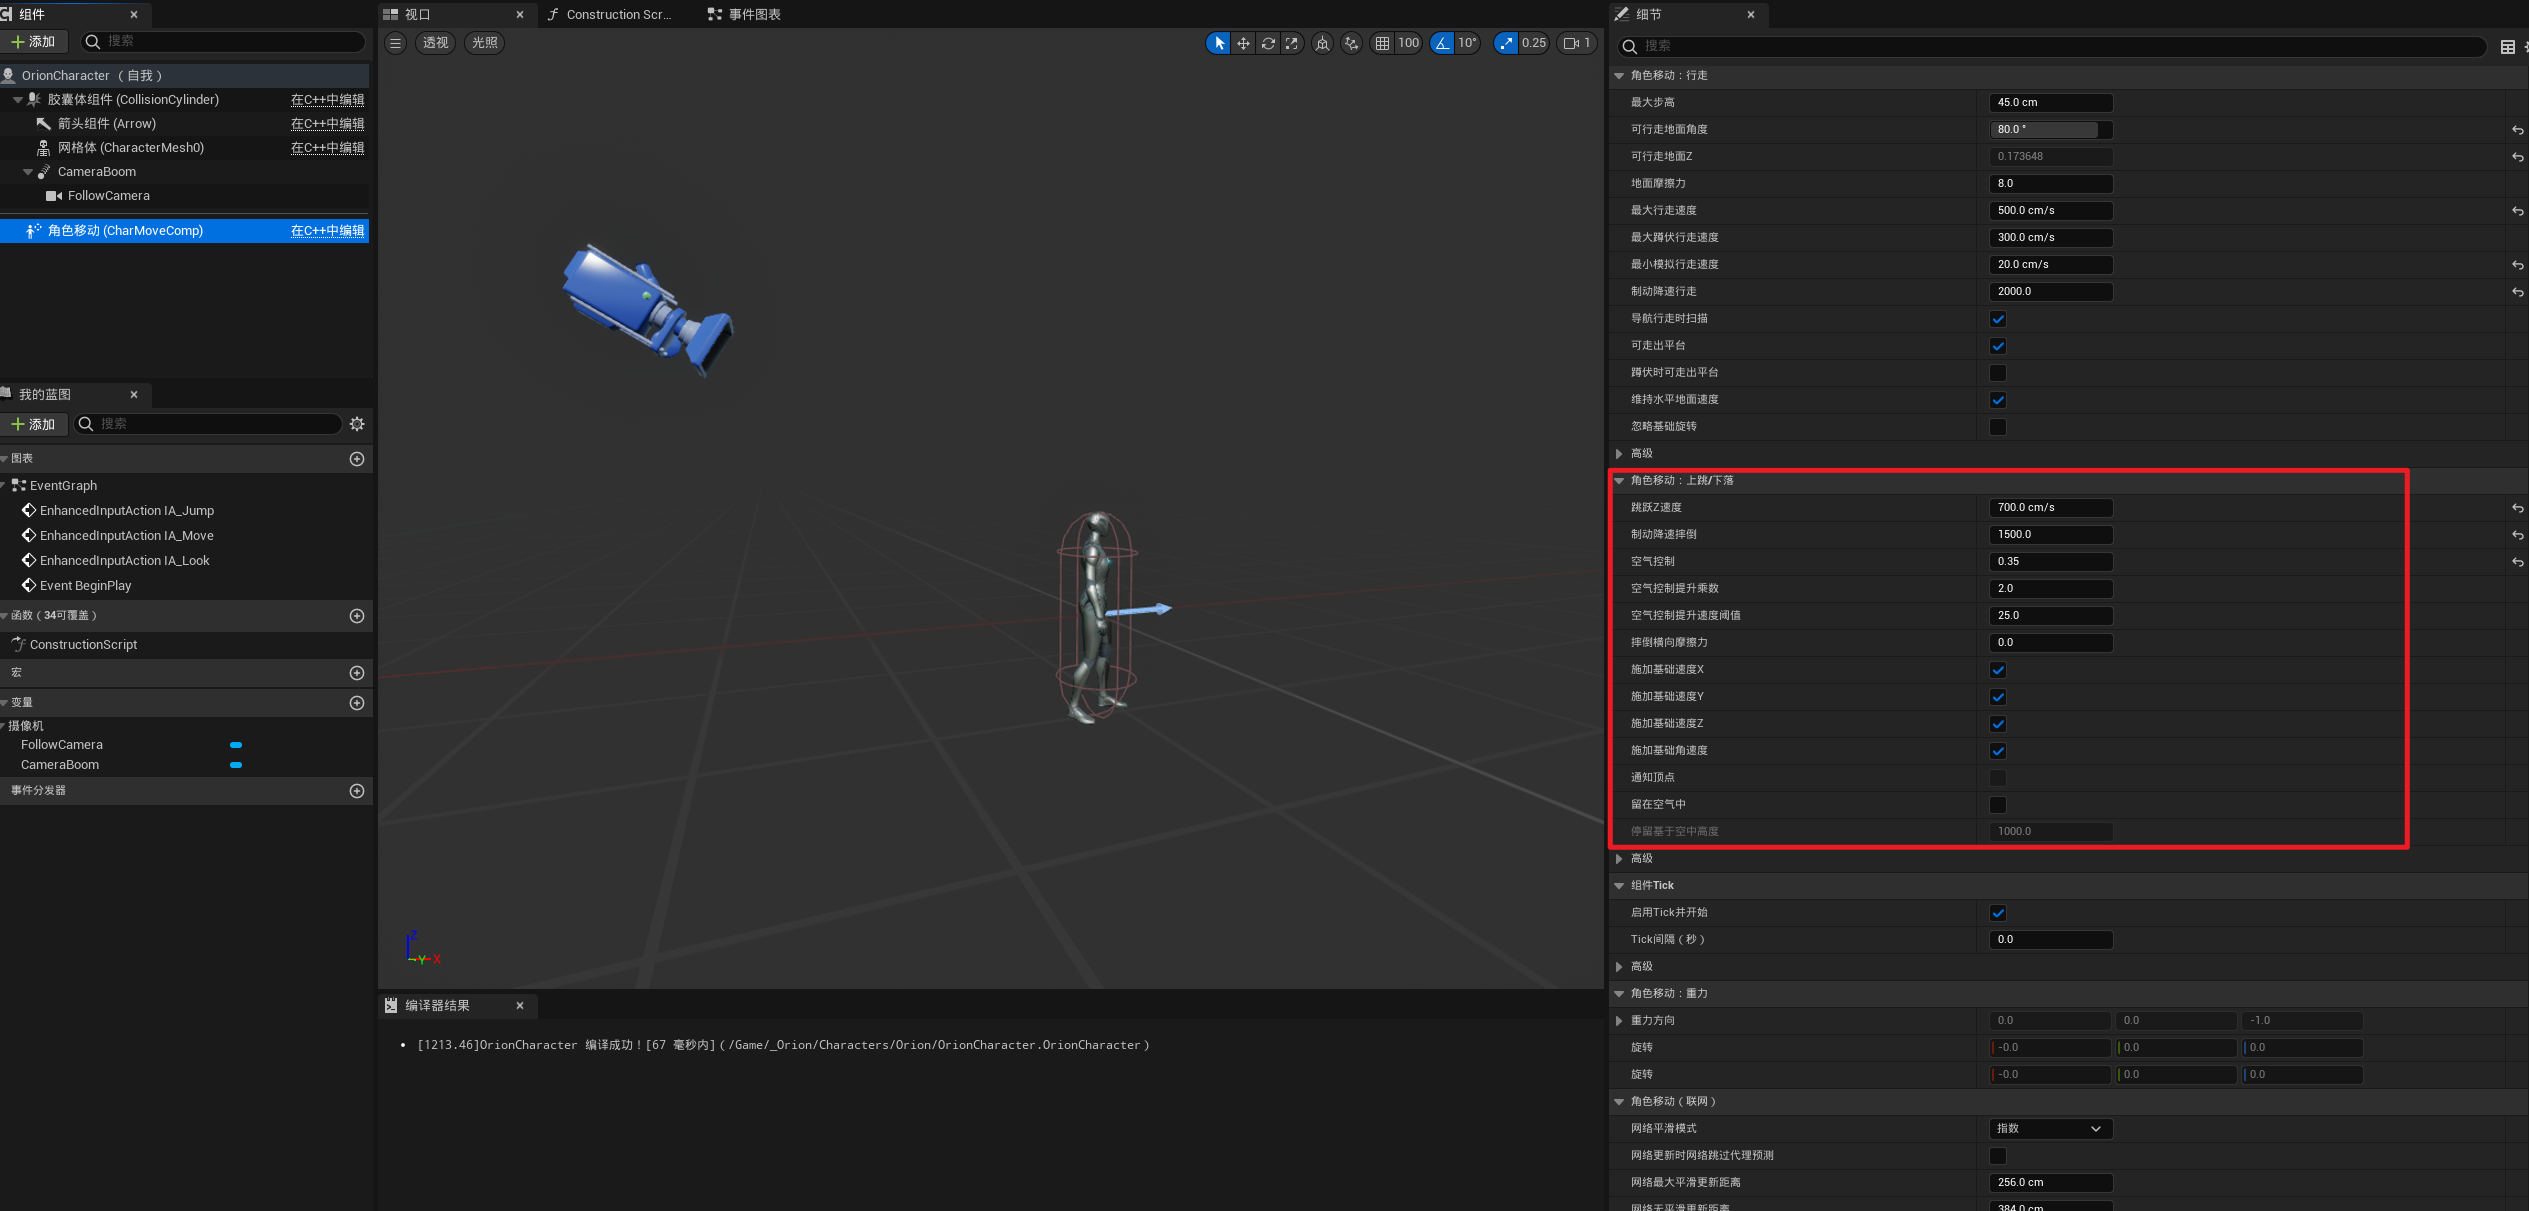 组件
添加
搜索
OrionCharacter （自我）
胶囊体组件 (CollisionCylinder) 在C++中编辑
箭头组件 (Arrow) 在C++中编辑
网格体 (CharacterMesh0) 在C++中编辑
CameraBoom
FollowCamera
角色移动 (CharMoveComp) 在C++中编辑
我的蓝图
添加
搜索
图表
EventGraph
EnhancedInputAction IA_Jump
EnhancedInputAction IA_Move
EnhancedInputAction IA_Look
Event BeginPlay
函数（34可覆盖）
ConstructionScript
宏
变量
摄像机
FollowCamera
CameraBoom
事件分发器
视口
Construction Scr...
事件图表
透视
光照
100
10°
0.25
1
Z
Y X
编译器结果
[1213.46]OrionCharacter 编译成功！[67 毫秒内]（/Game/_Orion/Characters/Orion/OrionCharacter.OrionCharacter）
细节
搜索
角色移动：行走
最大步高 45.0 cm
可行走地面角度 80.0 °
可行走地面Z 0.173648
地面摩擦力 8.0
最大行走速度 500.0 cm/s
最大蹲伏行走速度 300.0 cm/s
最小模拟行走速度 20.0 cm/s
制动降速行走 2000.0
导航行走时扫描
可走出平台
蹲伏时可走出平台
维持水平地面速度
忽略基础旋转
高级
角色移动：上跳/下落
跳跃Z速度 700.0 cm/s
制动降速摔倒 1500.0
空气控制 0.35
空气控制提升乘数 2.0
空气控制提升速度阈值 25.0
摔倒横向摩擦力 0.0
施加基础速度X
施加基础速度Y
施加基础速度Z
施加基础角速度
通知顶点
留在空气中
停留基于空中高度 1000.0
高级
组件Tick
启用Tick并开始
Tick间隔（秒） 0.0
高级
角色移动：重力
重力方向 0.0 0.0 -1.0
旋转 -0.0 0.0 0.0
旋转 -0.0 0.0 0.0
角色移动（联网）
网络平滑模式 指数
网络更新时网络跳过代理预测
网络最大平滑更新距离 256.0 cm
网络无平滑更新距离 384.0 cm